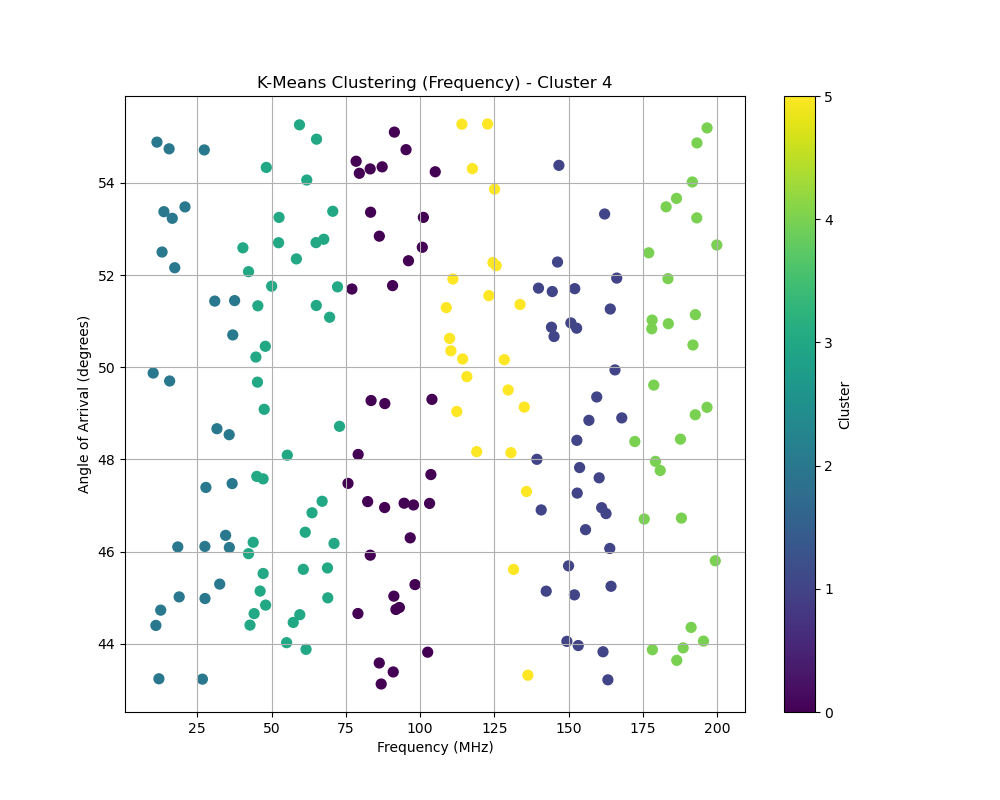 K-Means Clustering (Frequency) - Cluster 4
Angle of Arrival (degrees)
54
52
50
48
46
44
25 50 75 100 125 150 175 200
Frequency (MHz)
5
4
3
2
1
0
Cluster